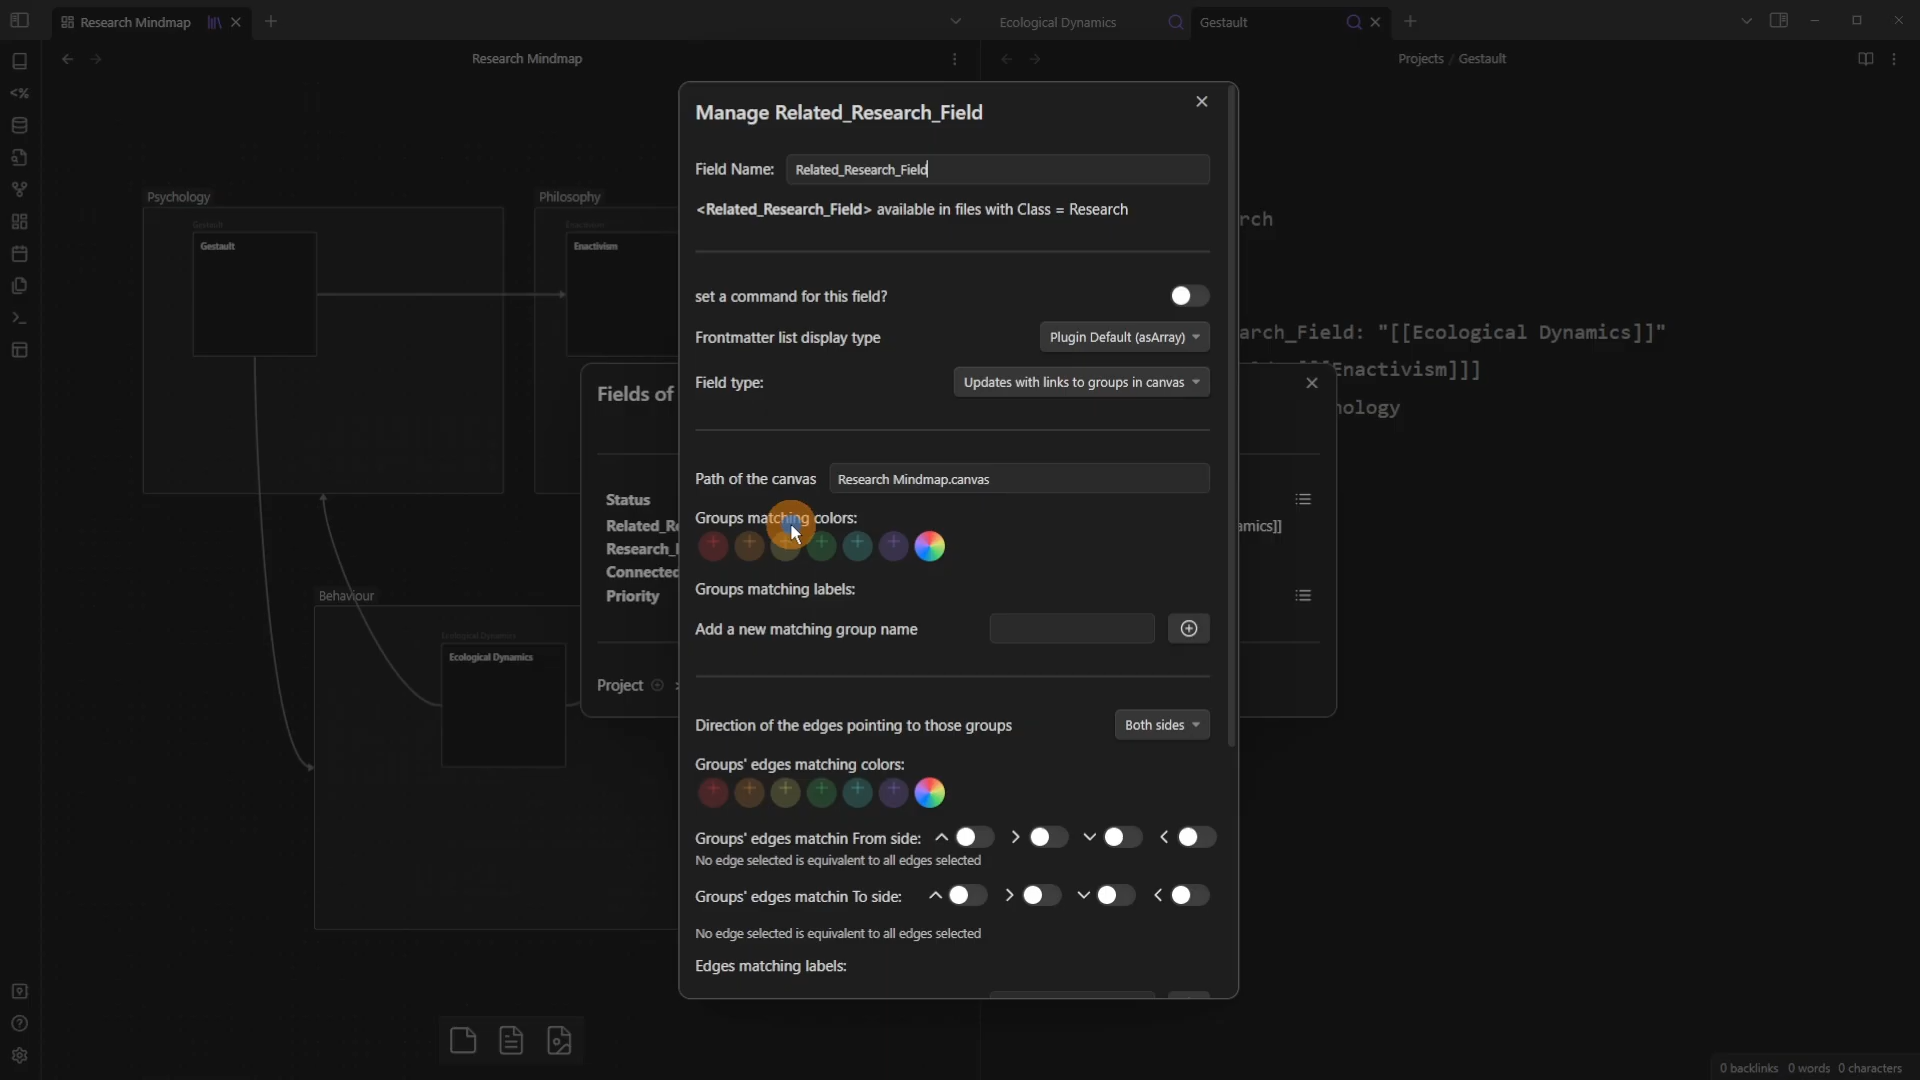 Research Mindmap
Ecological Dynamics
Gestault
Research Mindmap
Projects / Gestault
Psychology
Philosophy
Gestault
Gestault
Enactivism
Enactivism
Behaviour
Ecological Dynamics
Ecological Dynamics
rch
arch_Field: "[[Ecological Dynamics]]"
Enactivism]]]
ology
Fields of
Status
Related_R
Research_
Connected
Priority
amics]]
Project
Manage Related_Research_Field
Field Name: Related_Research_Field
<Related_Research_Field> available in files with Class = Research
set a command for this field?
Frontmatter list display type Plugin Default (asArray)
Field type: Updates with links to groups in canvas
Path of the canvas Research Mindmap.canvas
Groups matching colors:
Groups matching labels:
Add a new matching group name
Direction of the edges pointing to those groups Both sides
Groups' edges matching colors:
Groups' edges matchin From side:
No edge selected is equivalent to all edges selected
Groups' edges matchin To side:
No edge selected is equivalent to all edges selected
Edges matching labels:
0 backlinks 0 words 0 characters